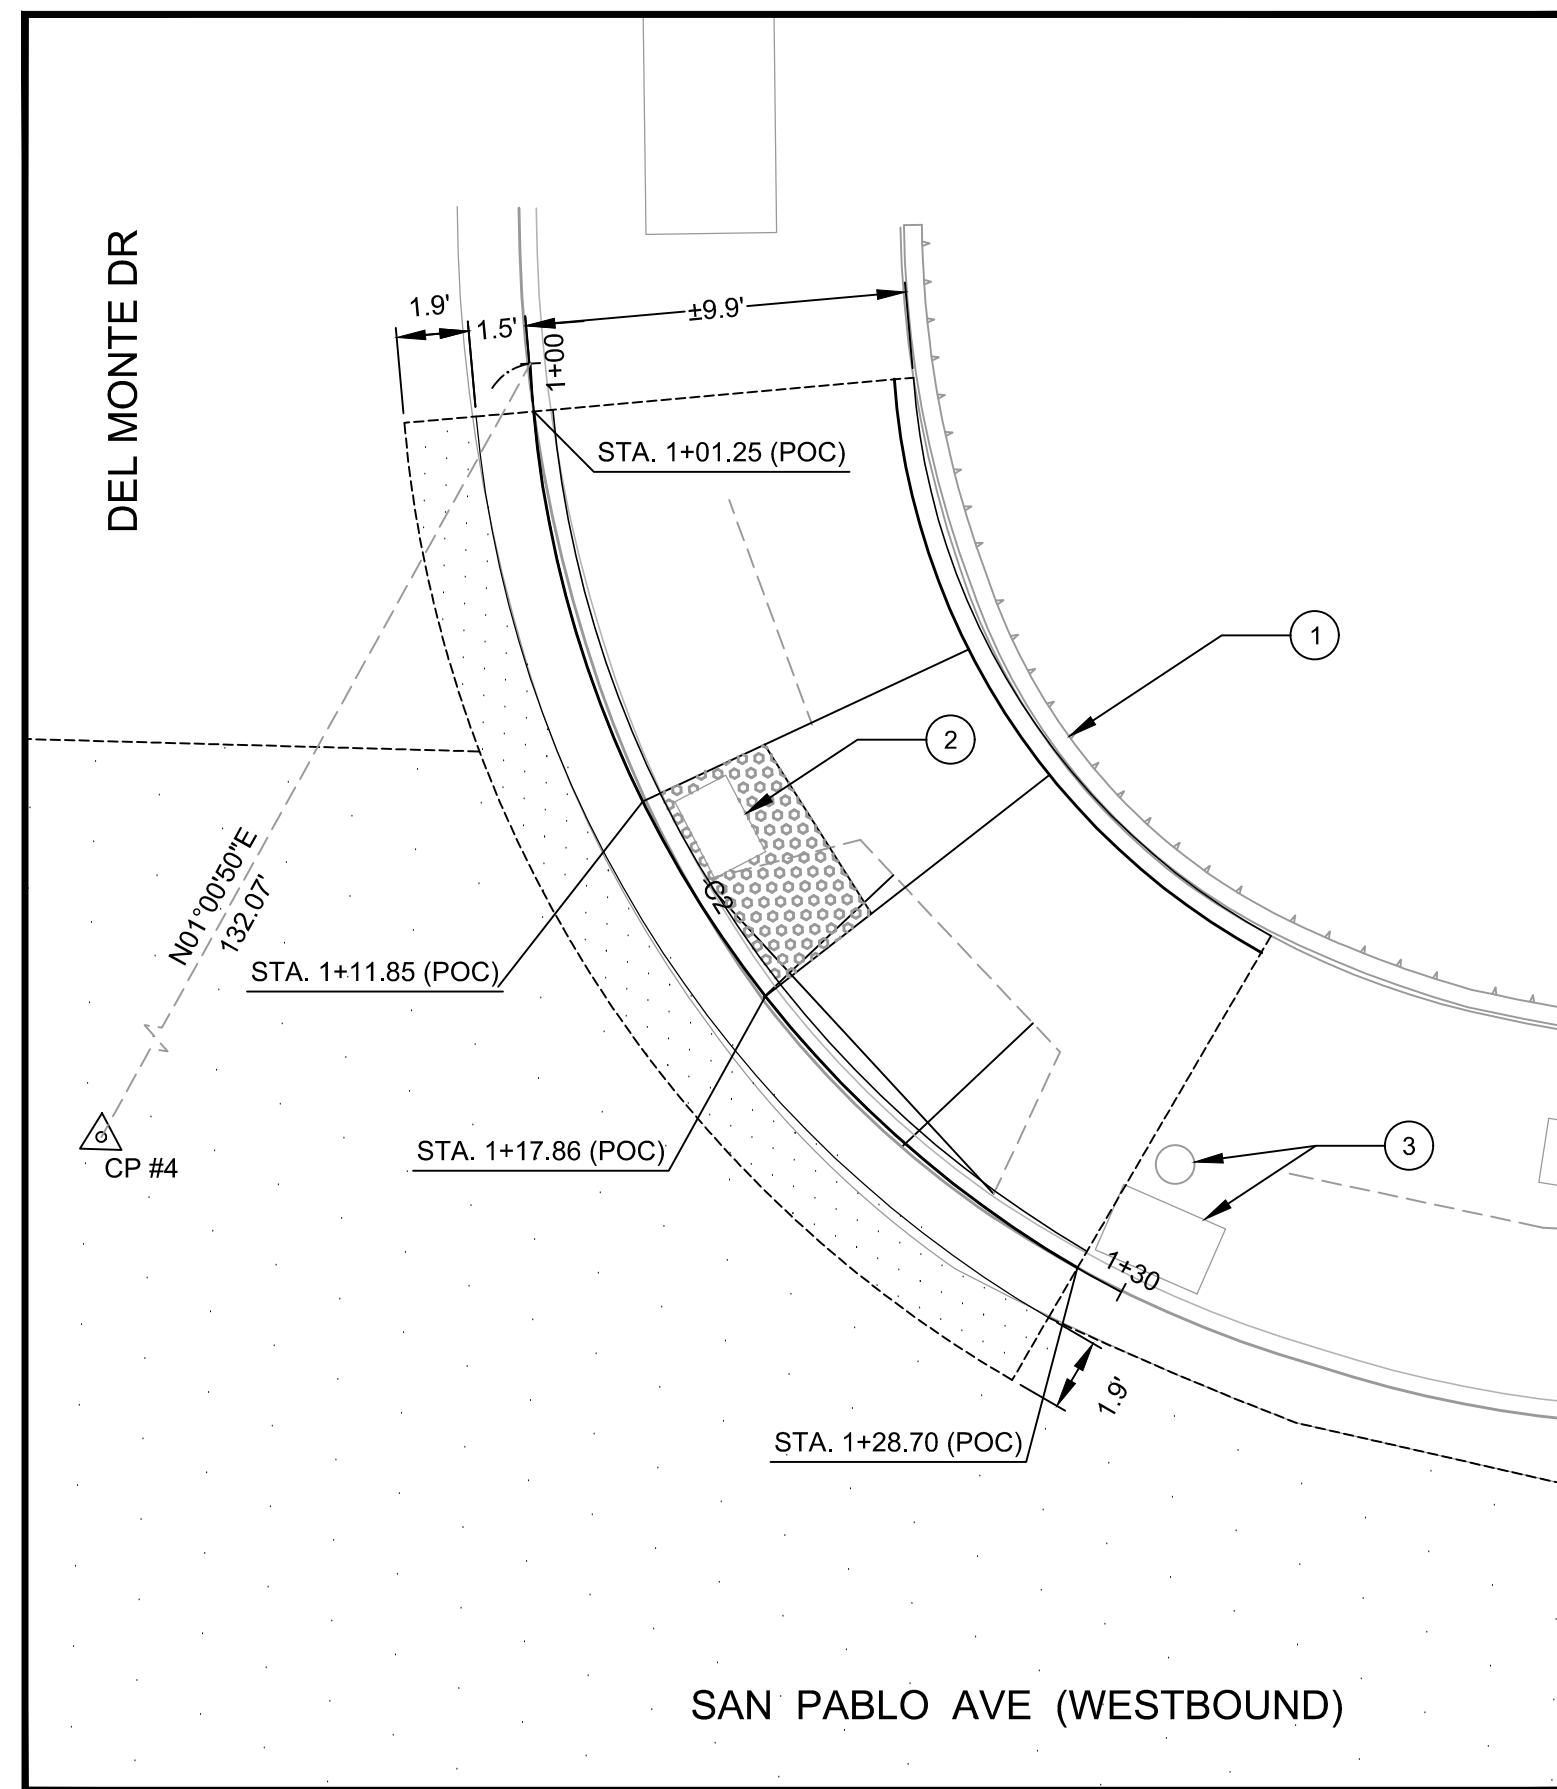 DEL MONTE DR
1.9'
1.5'
±9.9'
1+00
STA. 1+01.25 (POC)
1
2
N01°00'50"E
132.07'
C2
STA. 1+11.85 (POC)
STA. 1+17.86 (POC)
CP #4
3
1+30
1.9'
STA. 1+28.70 (POC)
SAN PABLO AVE (WESTBOUND)